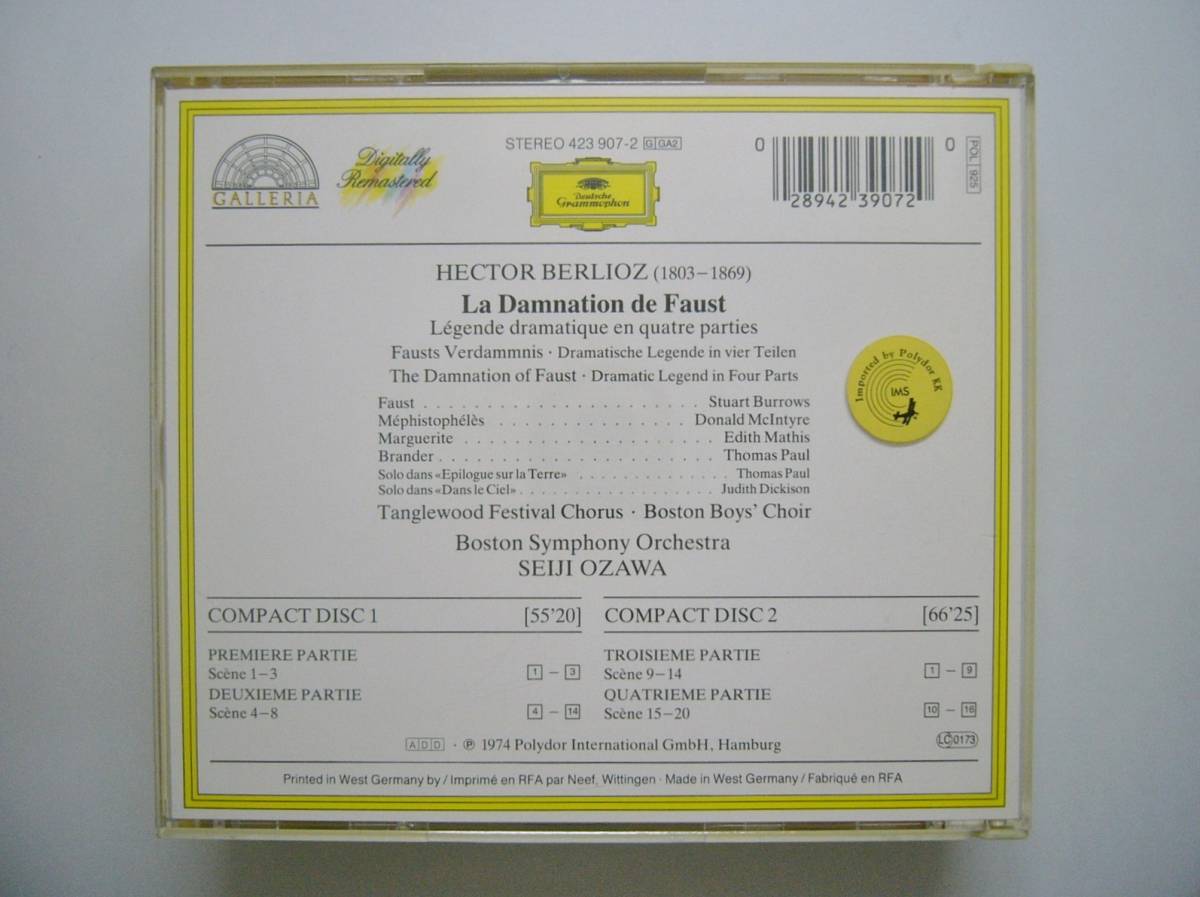 GALLERIA
Digitally
Remastered
STEREO 423 907-2 G GA2
Deutsche
Grammophon
0 28942 39072 0
POL 925
HECTOR BERLIOZ (1803–1869)
La Damnation de Faust
Légende dramatique en quatre parties
Fausts Verdammnis · Dramatische Legende in vier Teilen
The Damnation of Faust · Dramatic Legend in Four Parts
Imported by Polydor KK
IMS
Faust . . . . . . . . . . . . . . . . . . . . . . . . Stuart Burrows
Méphistophélès . . . . . . . . . . . . . . . Donald McIntyre
Marguerite . . . . . . . . . . . . . . . . . . . . . Edith Mathis
Brander . . . . . . . . . . . . . . . . . . . . . . . Thomas Paul
Solo dans «Epilogue sur la Terre» . . . . . . . . . . . . . Thomas Paul
Solo dans «Dans le Ciel» . . . . . . . . . . . . . . . . . Judith Dickison
Tanglewood Festival Chorus · Boston Boys’ Choir
Boston Symphony Orchestra
SEIJI OZAWA
COMPACT DISC 1 [55’20]
PREMIERE PARTIE
Scène 1–3 1 – 3
DEUXIEME PARTIE
Scène 4–8 4 – 14
COMPACT DISC 2 [66’25]
TROISIEME PARTIE
Scène 9–14 1 – 9
QUATRIEME PARTIE
Scène 15–20 10 – 16
ADD · ℗ 1974 Polydor International GmbH, Hamburg
LC 0173
Printed in West Germany by / Imprimé en RFA par Neef, Wittingen · Made in West Germany / Fabriqué en RFA